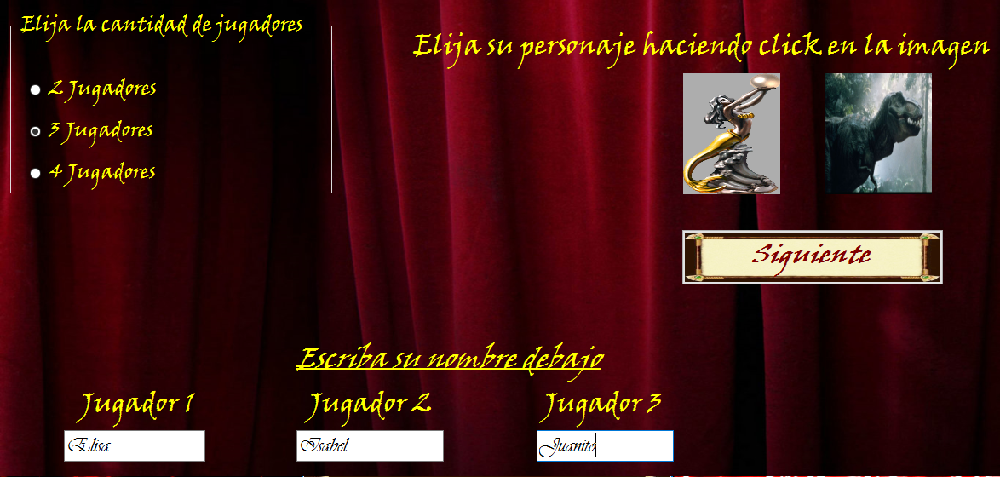 Elija la cantidad de jugadores
Elija su personaje haciendo click en la imagen
2 Jugadores
3 Jugadores
4 Jugadores
Siguiente
Escriba su nombre debajo
Jugador 1
Jugador 2
Jugador 3
Elisa
Isabel
Juanito